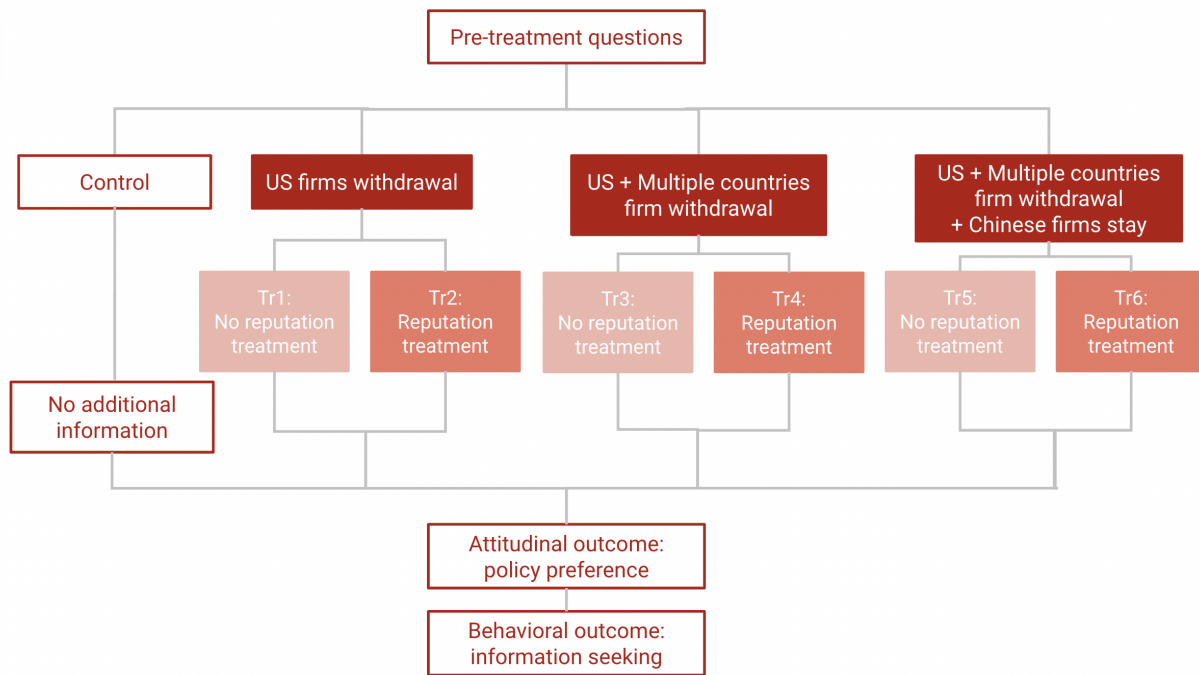 Pre-treatment questions
Control
US firms withdrawal
US + Multiple countries
firm withdrawal
US + Multiple countries
firm withdrawal
+ Chinese firms stay
Tr1:
No reputation
treatment
Tr2:
Reputation
treatment
Tr3:
No reputation
treatment
Tr4:
Reputation
treatment
Tr5:
No reputation
treatment
Tr6:
Reputation
treatment
No additional
information
Attitudinal outcome:
policy preference
Behavioral outcome:
information seeking